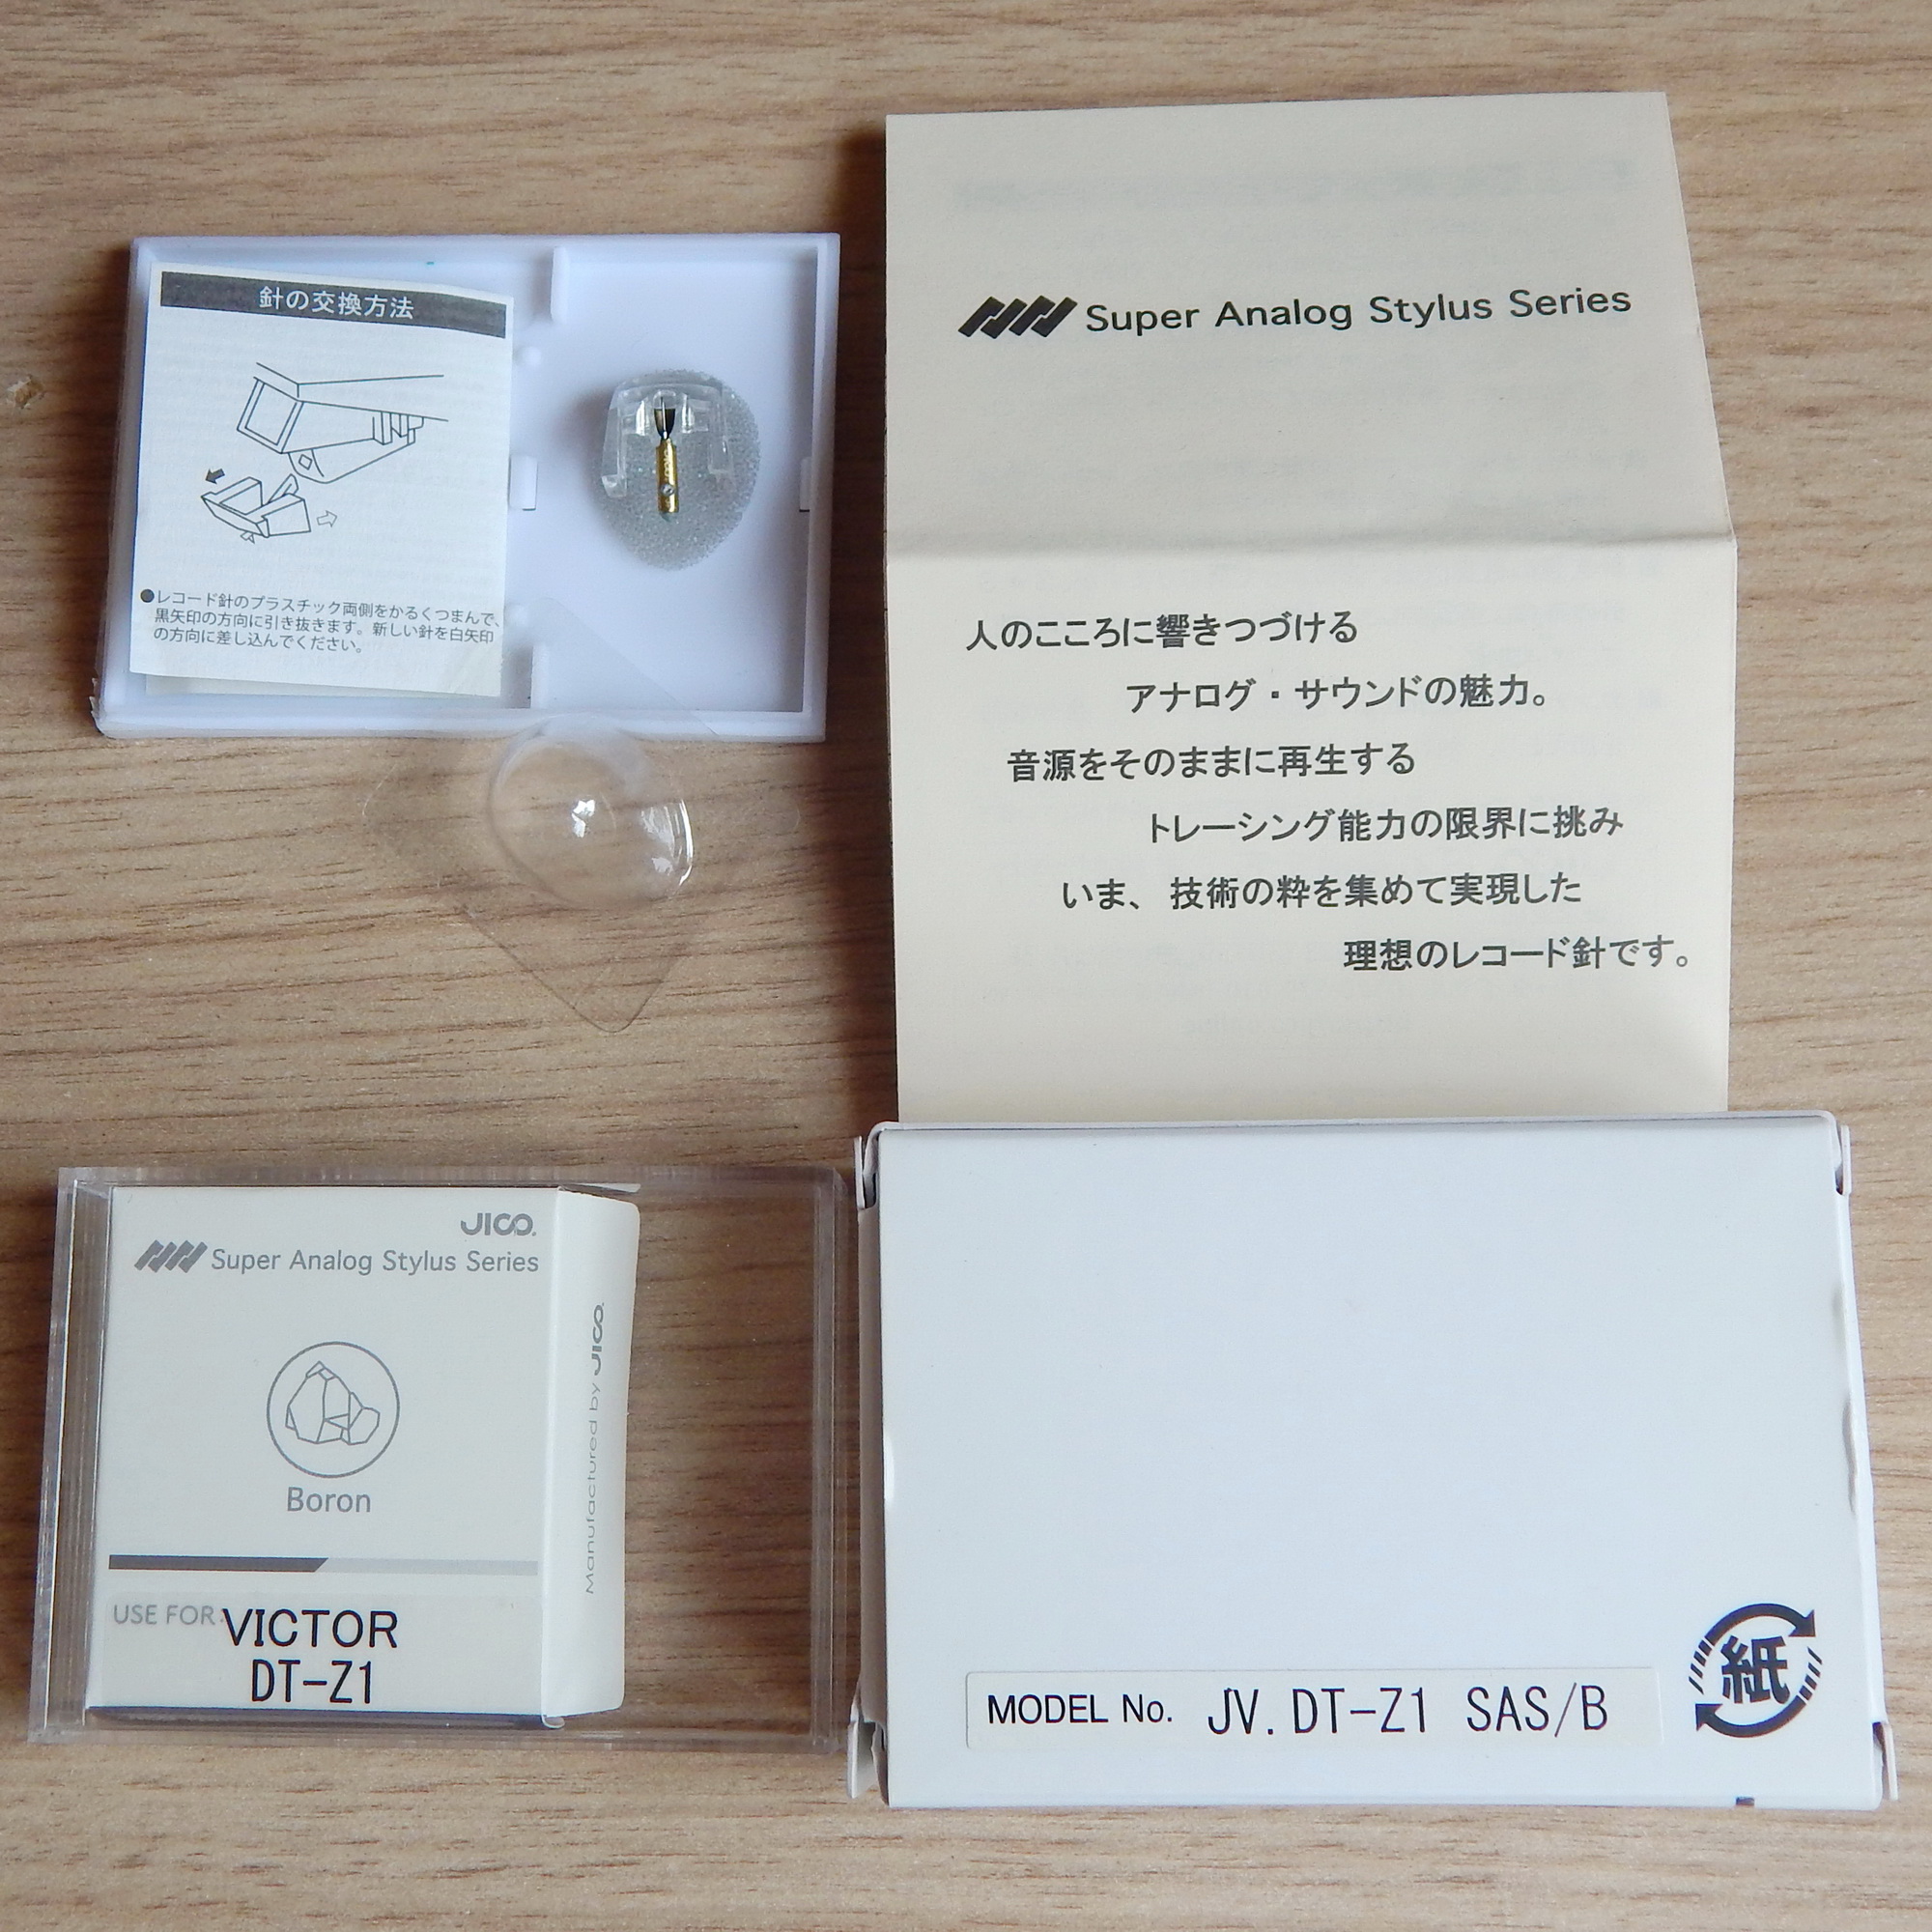 針の交換方法
●レコード針のプラスチック両側をかるくつまんで、
黒矢印の方向に引き抜きます。新しい針を白矢印
の方向に差し込んでください。
Super Analog Stylus Series
人のこころに響きつづける
アナログ・サウンドの魅力。
音源をそのままに再生する
トレーシング能力の限界に挑み
いま、技術の粋を集めて実現した
理想のレコード針です。
JICO
Super Analog Stylus Series
Boron
USE FOR: VICTOR
DT-Z1
Manufactured by JICO
MODEL No. JV. DT-Z1 SAS/B
紙